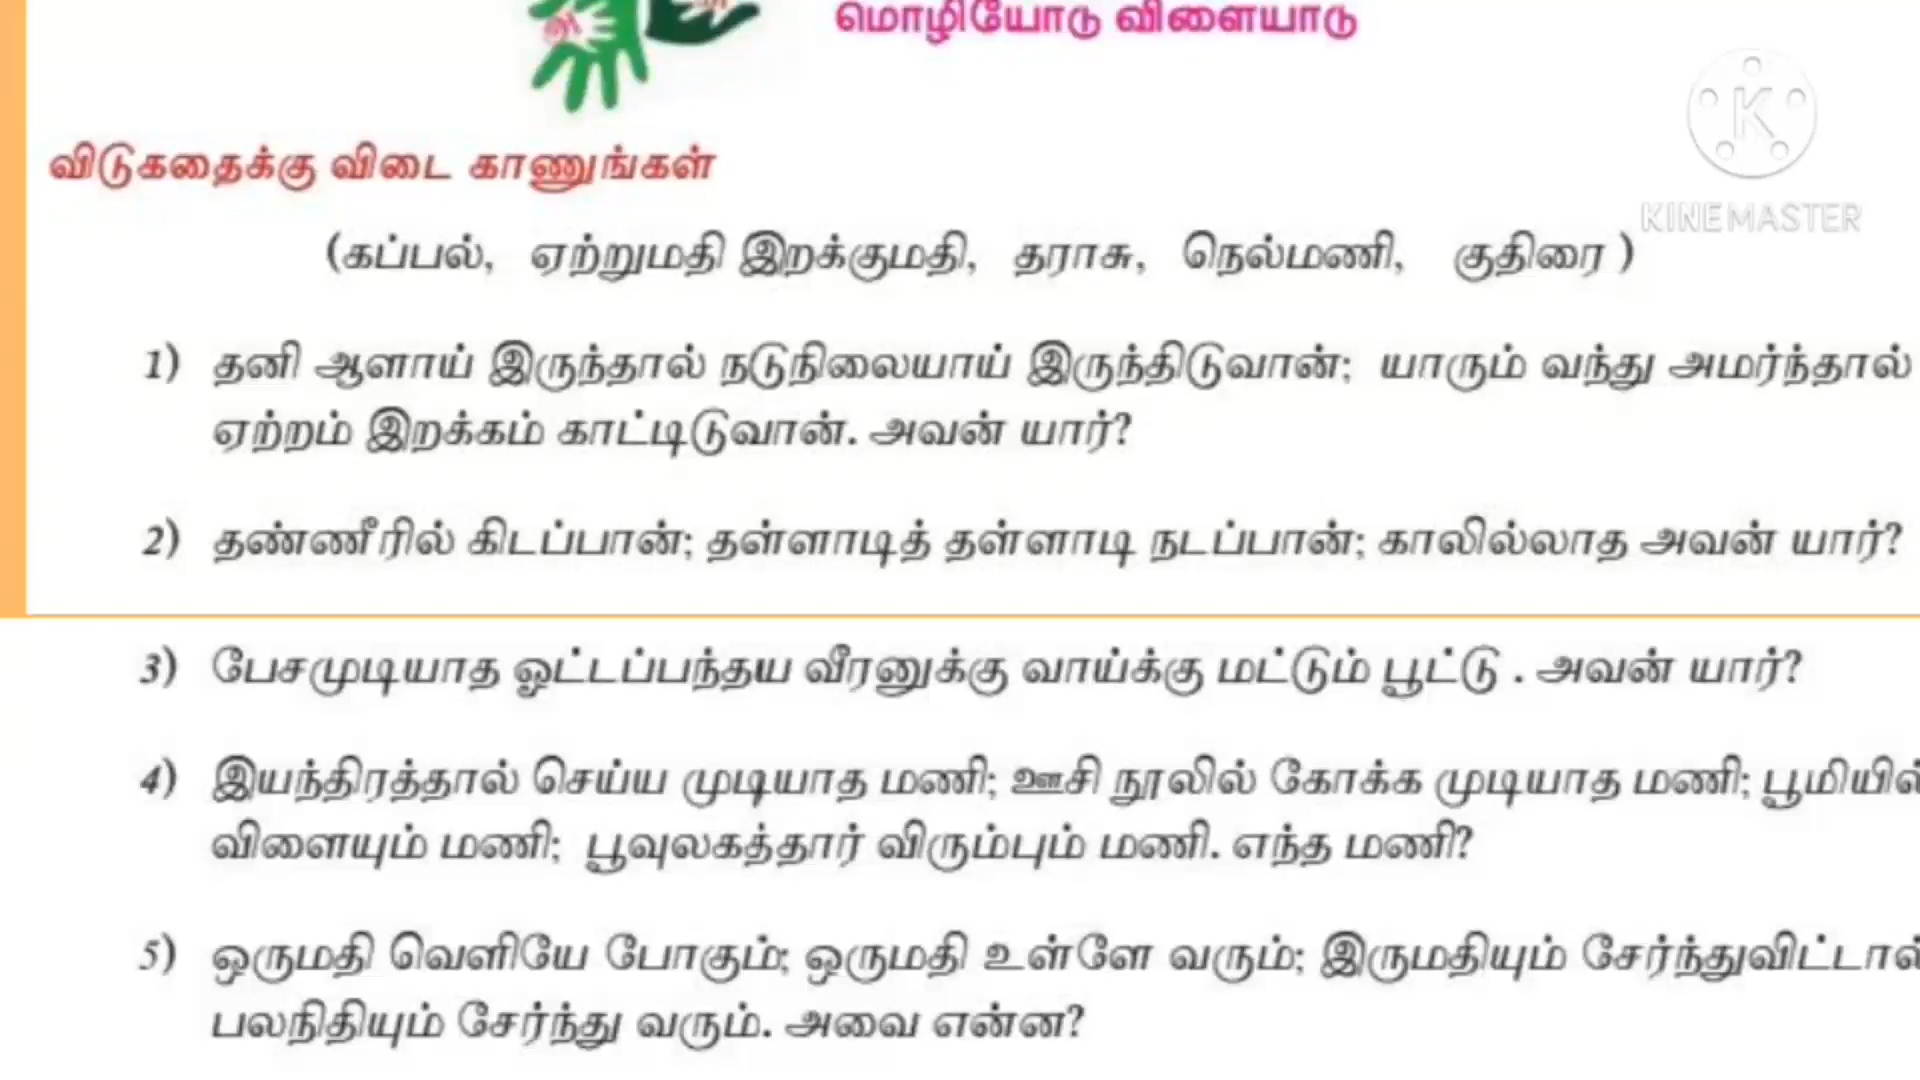 மொழியோடு விளையாடு
KINEMASTER
விடுகதைக்கு விடை காணுங்கள்
(கப்பல், ஏற்றுமதி இறக்குமதி, தராசு, நெல்மணி, குதிரை )
1) தனி ஆளாய் இருந்தால் நடுநிலையாய் இருந்திடுவான்; யாரும் வந்து அமர்ந்தால்
ஏற்றம் இறக்கம் காட்டிடுவான். அவன் யார்?
2) தண்ணீரில் கிடப்பான்; தள்ளாடித் தள்ளாடி நடப்பான்; காலில்லாத அவன் யார்?
3) பேசமுடியாத ஓட்டப்பந்தய வீரனுக்கு வாய்க்கு மட்டும் பூட்டு . அவன் யார்?
4) இயந்திரத்தால் செய்ய முடியாத மணி; ஊசி நூலில் கோக்க முடியாத மணி; பூமியில்
விளையும் மணி; பூவுலகத்தார் விரும்பும் மணி. எந்த மணி?
5) ஒருமதி வெளியே போகும்; ஒருமதி உள்ளே வரும்; இருமதியும் சேர்ந்துவிட்டால்
பலநிதியும் சேர்ந்து வரும். அவை என்ன?